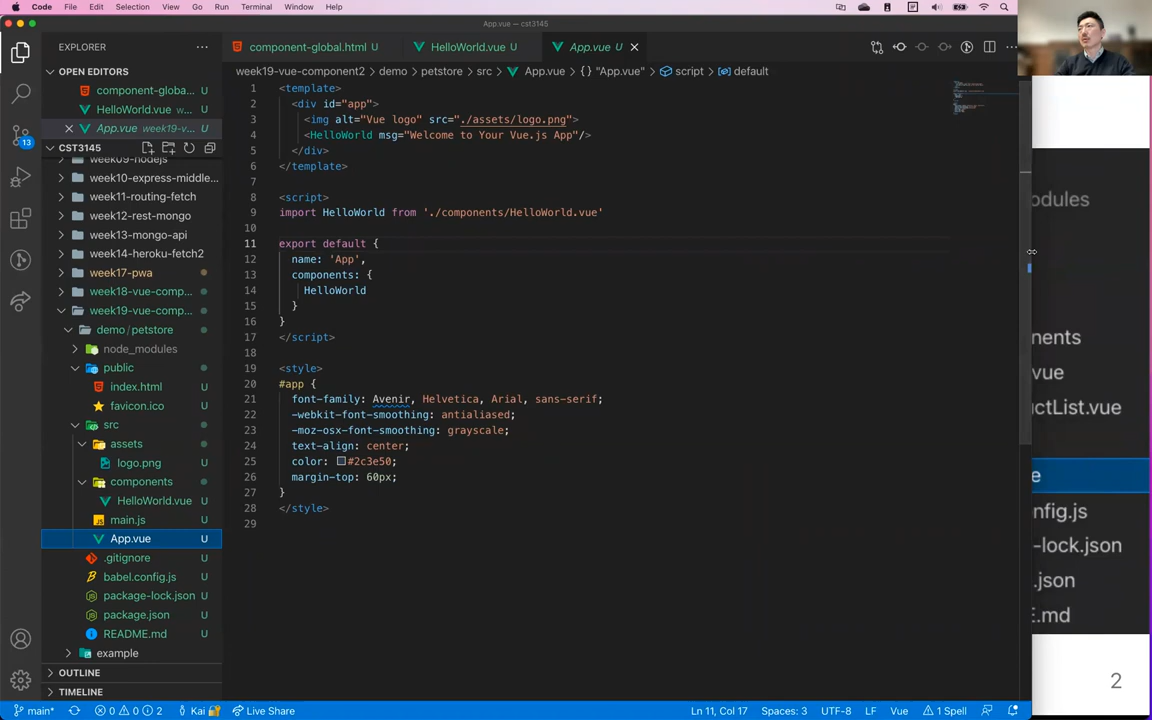 Code File Edit Selection View Go Run Terminal Window Help
App.vue — cst3145
EXPLORER
component-global.html U
HelloWorld.vue U
App.vue U
week19-vue-component2 > demo > petstore > src > App.vue > {} "App.vue" > script > default
OPEN EDITORS
component-globa... U
HelloWorld.vue w... U
App.vue week19-v... U
CST3145
week09-nodejs
week10-express-middle...
week11-routing-fetch
week12-rest-mongo
week13-mongo-api
week14-heroku-fetch2
week17-pwa
week18-vue-comp...
week19-vue-comp...
demo / petstore
node_modules
public
index.html U
favicon.ico U
src
assets
logo.png U
components
HelloWorld.vue U
main.js U
App.vue U
.gitignore U
babel.config.js U
package-lock.json U
package.json U
README.md U
example
OUTLINE
TIMELINE
13
1 <template>
2 <div id="app">
3 <img alt="Vue logo" src="./assets/logo.png">
4 <HelloWorld msg="Welcome to Your Vue.js App"/>
5 </div>
6 </template>
7
8 <script>
9 import HelloWorld from './components/HelloWorld.vue'
10
11 export default {
12 name: 'App',
13 components: {
14 HelloWorld
15 }
16 }
17 </script>
18
19 <style>
20 #app {
21 font-family: Avenir, Helvetica, Arial, sans-serif;
22 -webkit-font-smoothing: antialiased;
23 -moz-osx-font-smoothing: grayscale;
24 text-align: center;
25 color: #2c3e50;
26 margin-top: 60px;
27 }
28 </style>
29
odules
nents
vue
uctList.vue
e
nfig.js
-lock.json
.json
E.md
2
main* 0 0 2 Kai Live Share Ln 11, Col 17 Spaces: 3 UTF-8 LF Vue 1 Spell